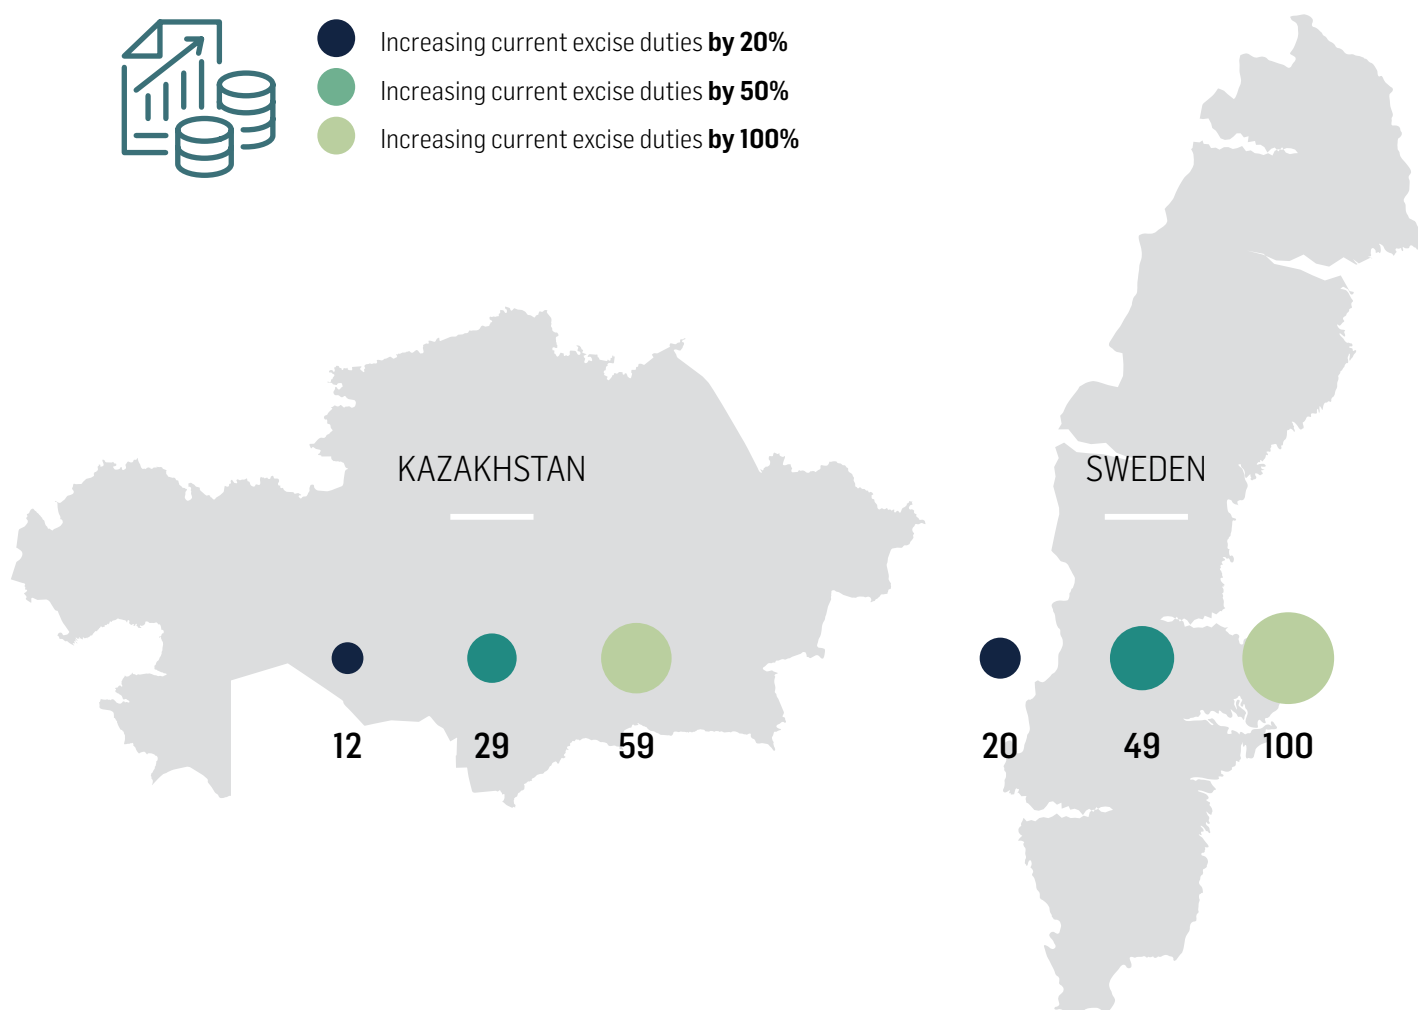 Increasing current excise duties by 20%
Increasing current excise duties by 50%
Increasing current excise duties by 100%
KAZAKHSTAN
12 29 59
SWEDEN
20 49 100